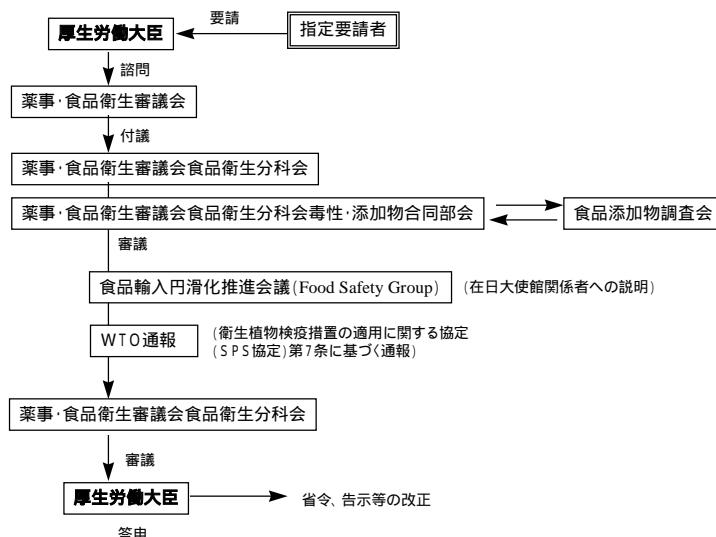 要請
厚生労働大臣
指定要請者
諮問
薬事・食品衛生審議会
付議
薬事・食品衛生審議会食品衛生分科会
薬事・食品衛生審議会食品衛生分科会毒性・添加物合同部会
食品添加物調査会
審議
食品輸入円滑化推進会議(Food Safety Group)
(在日大使館関係者への説明)
WTO通報
(衛生植物検疫措置の適用に関する協定
(SPS協定)第7条に基づく通報)
薬事・食品衛生審議会食品衛生分科会
審議
厚生労働大臣
省令、告示等の改正
答申